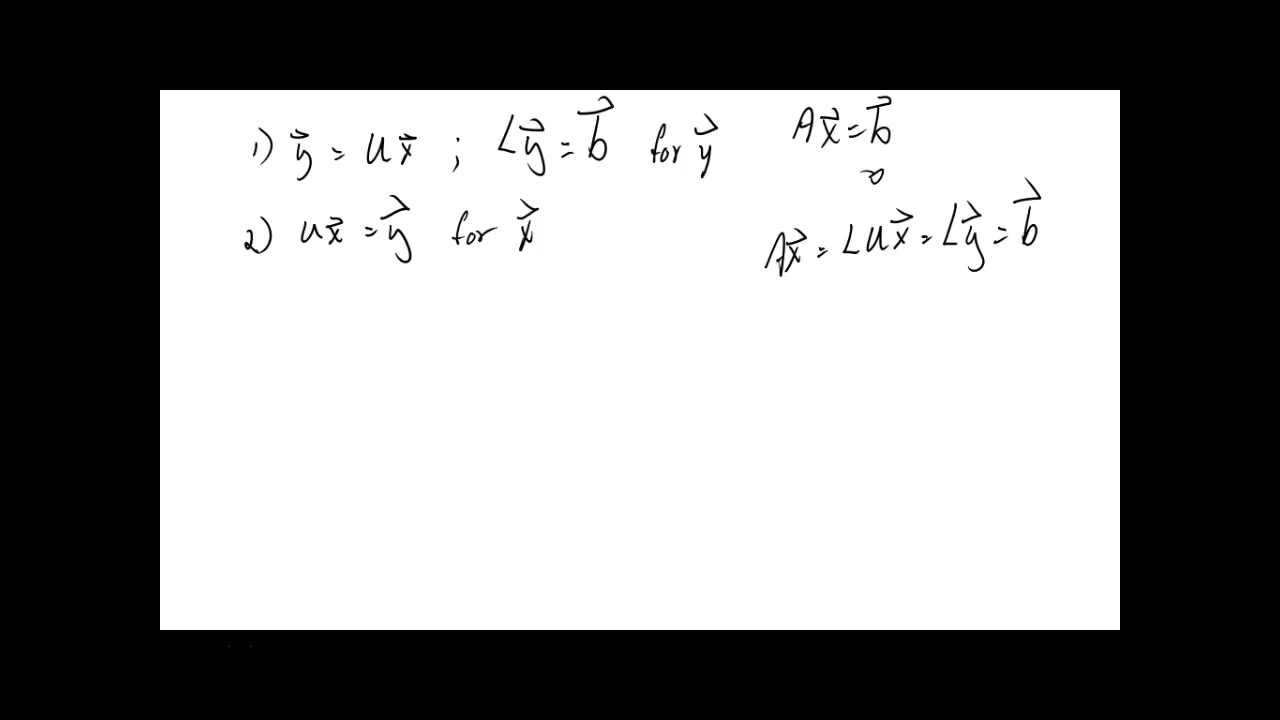 1) y⃗ = Ux⃗ ; Ly⃗ = b⃗ for y⃗
2) Ux⃗ = y⃗ for x⃗
Ax⃗ = b⃗
Ax⃗ = LUx⃗ = Ly⃗ = b⃗